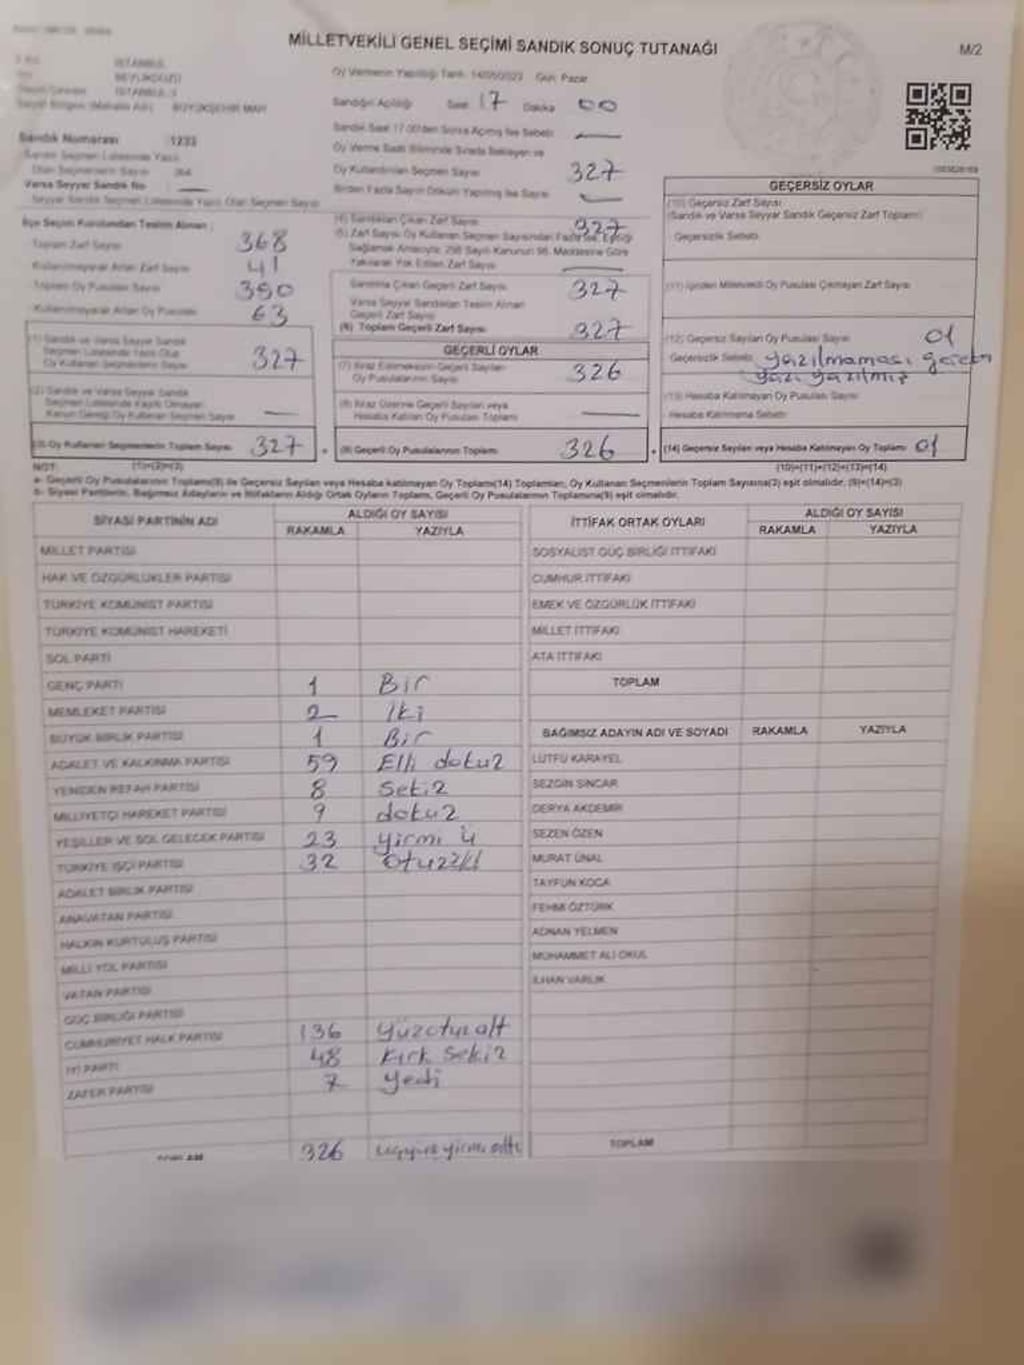 MİLLETVEKİLİ GENEL SEÇİMİ SANDIK SONUÇ TUTANAĞI
M/2
İSTANBUL
BEYLİKDÜZÜ
İSTANBUL 3
BÜYÜKŞEHİR MAH
Oy Vermenin Yapıldığı Tarih: 14/05/2023 Gün: Pazar
Sandığın Açılışı Saat 17 Dakika 00
Sandık Saat 17.00'den Sonra Açılmış İse Sebebi
Oy Verme Saati Bitiminde Sırada Bekleyen ve
Oy Kullandırılan Seçmen Sayısı 327
Birden Fazla Sayım Döküm Yapılmış İse Sayısı
Sandık Numarası 1233
Sandık Seçmen Listesinde Yazılı
Olan Seçmenlerin Sayısı 364
Varsa Seyyar Sandık No
Seyyar Sandık Seçmen Listesinde Yazılı Olan Seçmen Sayısı
İlçe Seçim Kurulundan Teslim Alınan :
Toplam Zarf Sayısı 368
Kullanılmayarak Artan Zarf Sayısı 41
Toplam Oy Pusulası Sayısı 390
Kullanılmayarak Artan Oy Pusulası 63
(1) Sandık ve Varsa Seyyar Sandık
Seçmen Listesinde Yazılı Olup
Oy Kullanan Seçmenlerin Sayısı 327
(2) Sandık ve Varsa Seyyar Sandık
Seçmen Listesinde Kayıtlı Olmayan
Kanun Gereği Oy Kullanan Seçmen Sayısı
(3) Oy Kullanan Seçmenlerin Toplam Sayısı 327
(1)+(2)=(3)
(4) Sandıktan Çıkan Zarf Sayısı 327
(5) Zarf Sayısı Oy Kullanan Seçmen Sayısından Fazla ise, Eşitliği
Sağlamak Amacıyla; 298 Sayılı Kanunun 98. Maddesine Göre
Yakılarak Yok Edilen Zarf Sayısı
Sandıkta Çıkan Geçerli Zarf Sayısı 327
Varsa Seyyar Sandıktan Teslim Alınan
Geçerli Zarf Sayısı
(6) Toplam Geçerli Zarf Sayısı 327
GEÇERLİ OYLAR
(7) İtiraz Edilmeksizin Geçerli Sayılan
Oy Pusulalarının Sayısı 326
(8) İtiraz Üzerine Geçerli Sayılan veya
Hesaba Katılan Oy Pusulası Toplamı
(9) Geçerli Oy Pusulalarının Toplamı 326
GEÇERSİZ OYLAR
(10) Geçersiz Zarf Sayısı
(Sandık ve Varsa Seyyar Sandık Geçersiz Zarf Toplamı)
Geçersizlik Sebebi
(11) İçinden Milletvekili Oy Pusulası Çıkmayan Zarf Sayısı
(12) Geçersiz Sayılan Oy Pusulası Sayısı 01
Geçersizlik Sebebi yazılmaması gereken
yazı yazılmış
(13) Hesaba Katılmayan Oy Pusulası Sayısı
Hesaba Katılmama Sebebi
(14) Geçersiz Sayılan veya Hesaba Katılmayan Oy Toplamı 01
(10)+(11)+(12)+(13)=(14)
NOT:
a- Geçerli Oy Pusulalarının Toplamı(9) ile Geçersiz Sayılan veya Hesaba katılmayan Oy Toplamı(14) Toplamları, Oy Kullanan Seçmenlerin Toplam Sayısına(3) eşit olmalıdır. (9)+(14)=(3)
b- Siyasi Partilerin, Bağımsız Adayların ve İttifakların Aldığı Ortak Oyların Toplamı, Geçerli Oy Pusulalarının Toplamına(9) eşit olmalıdır.
SİYASİ PARTİNİN ADI ALDIĞI OY SAYISI
RAKAMLA YAZIYLA
MİLLET PARTİSİ
HAK VE ÖZGÜRLÜKLER PARTİSİ
TÜRKİYE KOMÜNİST PARTİSİ
TÜRKİYE KOMÜNİST HAREKETİ
SOL PARTİ
GENÇ PARTİ 1 Bir
MEMLEKET PARTİSİ 2 İki
BÜYÜK BİRLİK PARTİSİ 1 Bir
ADALET VE KALKINMA PARTİSİ 59 Elli dokuz
YENİDEN REFAH PARTİSİ 8 Sekiz
MİLLİYETÇİ HAREKET PARTİSİ 9 dokuz
YEŞİLLER VE SOL GELECEK PARTİSİ 23 yirmi
TÜRKİYE İŞÇİ PARTİSİ 32 Otuziki
ADALET BİRLİK PARTİSİ
ANAVATAN PARTİSİ
HALKIN KURTULUŞ PARTİSİ
MİLLİ YOL PARTİSİ
VATAN PARTİSİ
GÜÇ BİRLİĞİ PARTİSİ
CUMHURİYET HALK PARTİSİ 136 yüzotuzalt
İYİ PARTİ 48 kırk sekiz
ZAFER PARTİSİ 7 yedi
TOPLAM 326 üçyüzyirmi altı
İTTİFAK ORTAK OYLARI ALDIĞI OY SAYISI
RAKAMLA YAZIYLA
SOSYALİST GÜÇ BİRLİĞİ İTTİFAKI
CUMHUR İTTİFAKI
EMEK VE ÖZGÜRLÜK İTTİFAKI
MİLLET İTTİFAKI
ATA İTTİFAKI
TOPLAM
BAĞIMSIZ ADAYIN ADI VE SOYADI RAKAMLA YAZIYLA
LÜTFÜ KARAYEL
SEZGİN SİNCAR
DERYA AKDEMİR
SEZEN ÖZEN
MURAT ÜNAL
TAYFUN KOCA
FEHMİ ÖZTÜRK
ADNAN YELMEN
MUHAMMET ALİ OKUL
İLHAN VARLIK
TOPLAM